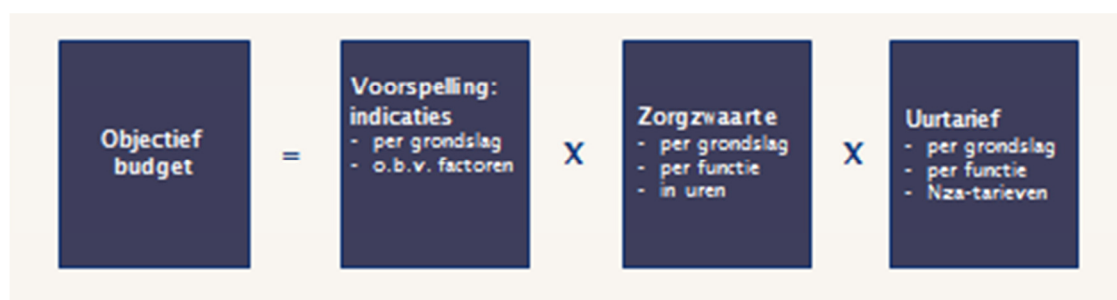 Objectief
budget
=
Voorspelling:
indicaties
- per grondslag
- o.b.v. factoren
X
Zorgzwaarte
- per grondslag
- per functie
- in uren
X
Uurtarief
- per grondslag
- per functie
- Nza-tarieven